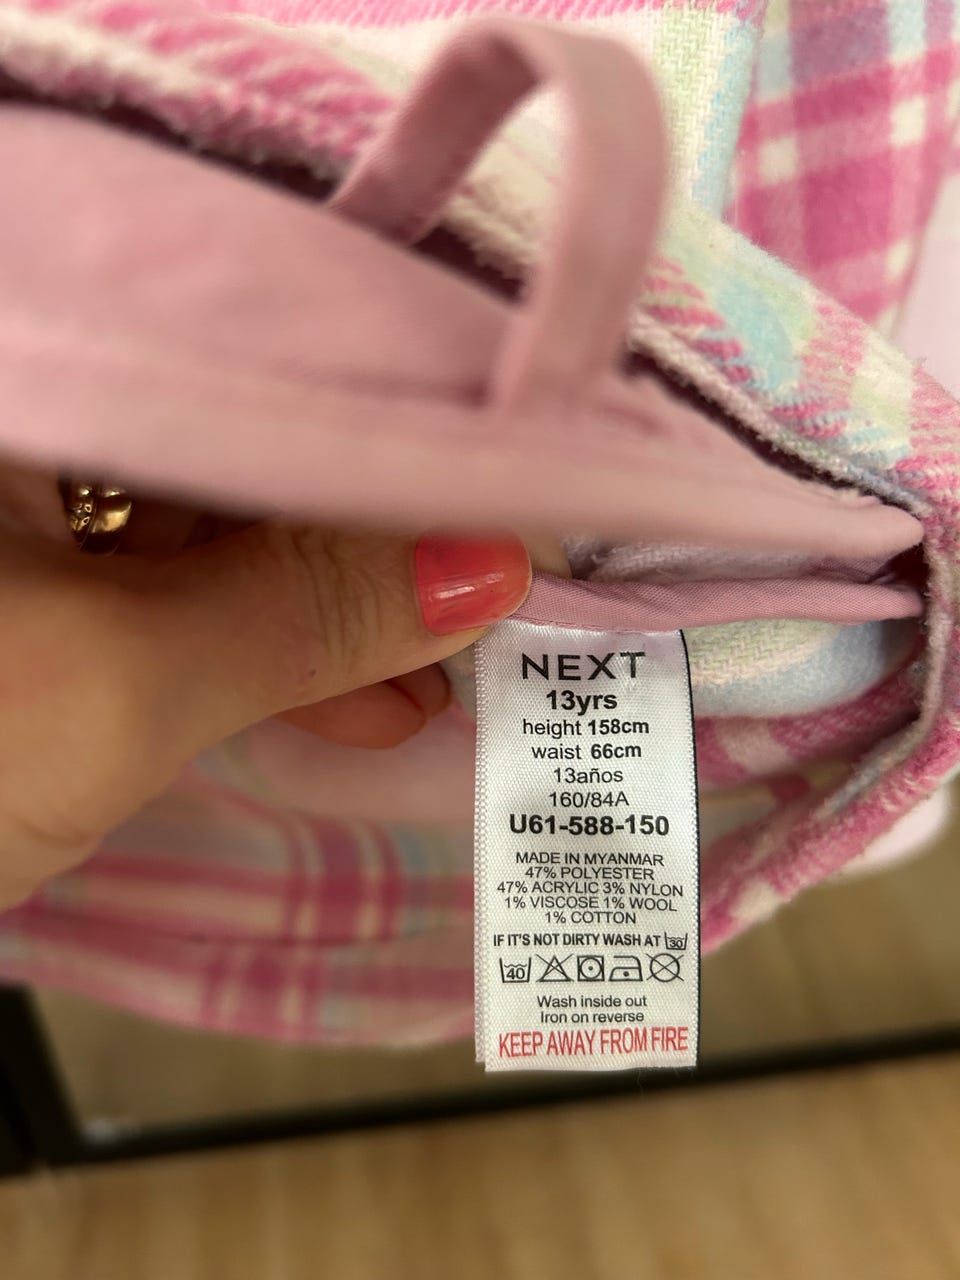 NEXT
13yrs
height 158cm
waist 66cm
13años
160/84A
U61-588-150
MADE IN MYANMAR
47% POLYESTER
47% ACRYLIC 3% NYLON
1% VISCOSE 1% WOOL
1% COTTON
IF IT'S NOT DIRTY WASH AT 30
40
Wash inside out
Iron on reverse
KEEP AWAY FROM FIRE